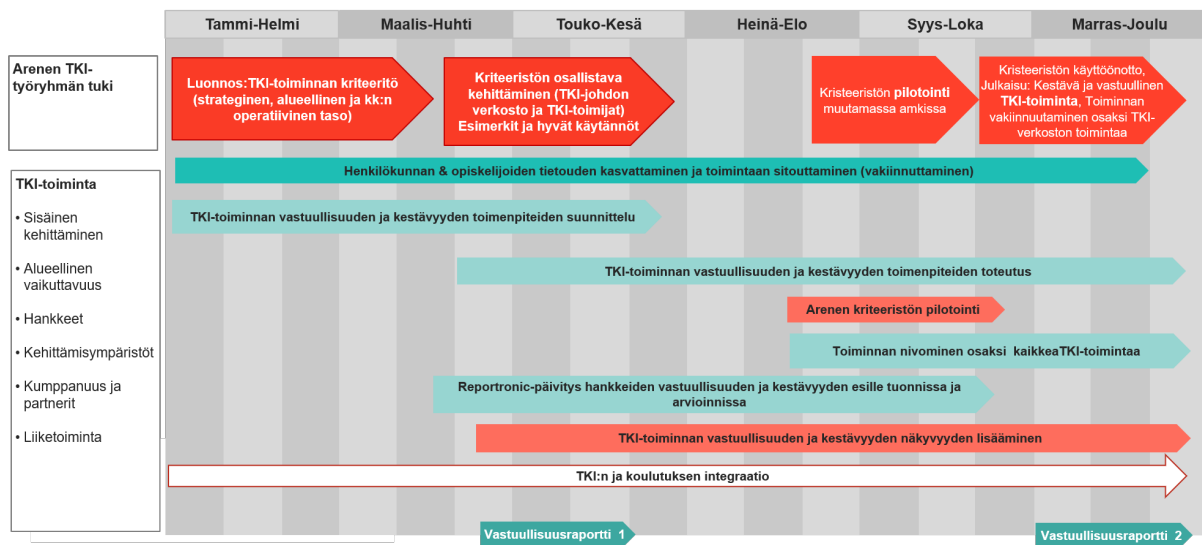 Tammi-Helmi
Maalis-Huhti
Touko-Kesä
Heinä-Elo
Syys-Loka
Marras-Joulu
Arenen TKI-
työryhmän tuki
Luonnos:TKI-toiminnan kriteeritö
(strateginen, alueellinen ja kk:n
operatiivinen taso)
Kriteeristön osallistava
kehittäminen (TKI-johdon
verkosto ja TKI-toimijat)
Esimerkit ja hyvät käytännöt
Kristeeristön pilotointi
muutamassa amkissa
Kristeeristön käyttöönotto,
Julkaisu: Kestävä ja vastuullinen
TKI-toiminta, Toiminnan
vakiinnuutaminen osaksi TKI-
verkoston toimintaa
TKI-toiminta
• Sisäinen
kehittäminen
• Alueellinen
vaikuttavuus
• Hankkeet
• Kehittämisympäristöt
• Kumppanuus ja
partnerit
• Liiketoiminta
Henkilökunnan & opiskelijoiden tietouden kasvattaminen ja toimintaan sitouttaminen (vakiinnuttaminen)
TKI-toiminnan vastuullisuuden ja kestävyyden toimenpiteiden suunnittelu
TKI-toiminnan vastuullisuuden ja kestävyyden toimenpiteiden toteutus
Arenen kriteeristön pilotointi
Toiminnan nivominen osaksi kaikkeaTKI-toimintaa
Reportronic-päivitys hankkeiden vastuullisuuden ja kestävyyden esille tuonnissa ja
arvioinnissa
TKI-toiminnan vastuullisuuden ja kestävyyden näkyvyyden lisääminen
TKI:n ja koulutuksen integraatio
Vastuullisuusraportti 1
Vastuullisuusraportti 2